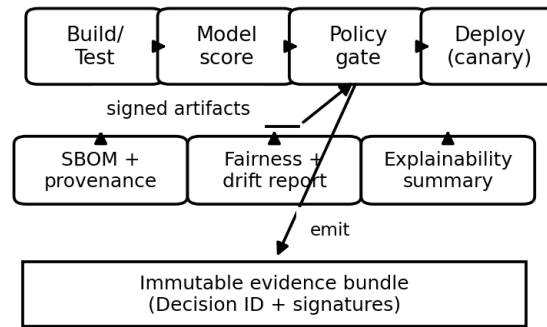 Build/
Test
Model
score
Policy
gate
Deploy
(canary)
signed artifacts
SBOM +
provenance
Fairness +
drift report
Explainability
summary
emit
Immutable evidence bundle
(Decision ID + signatures)